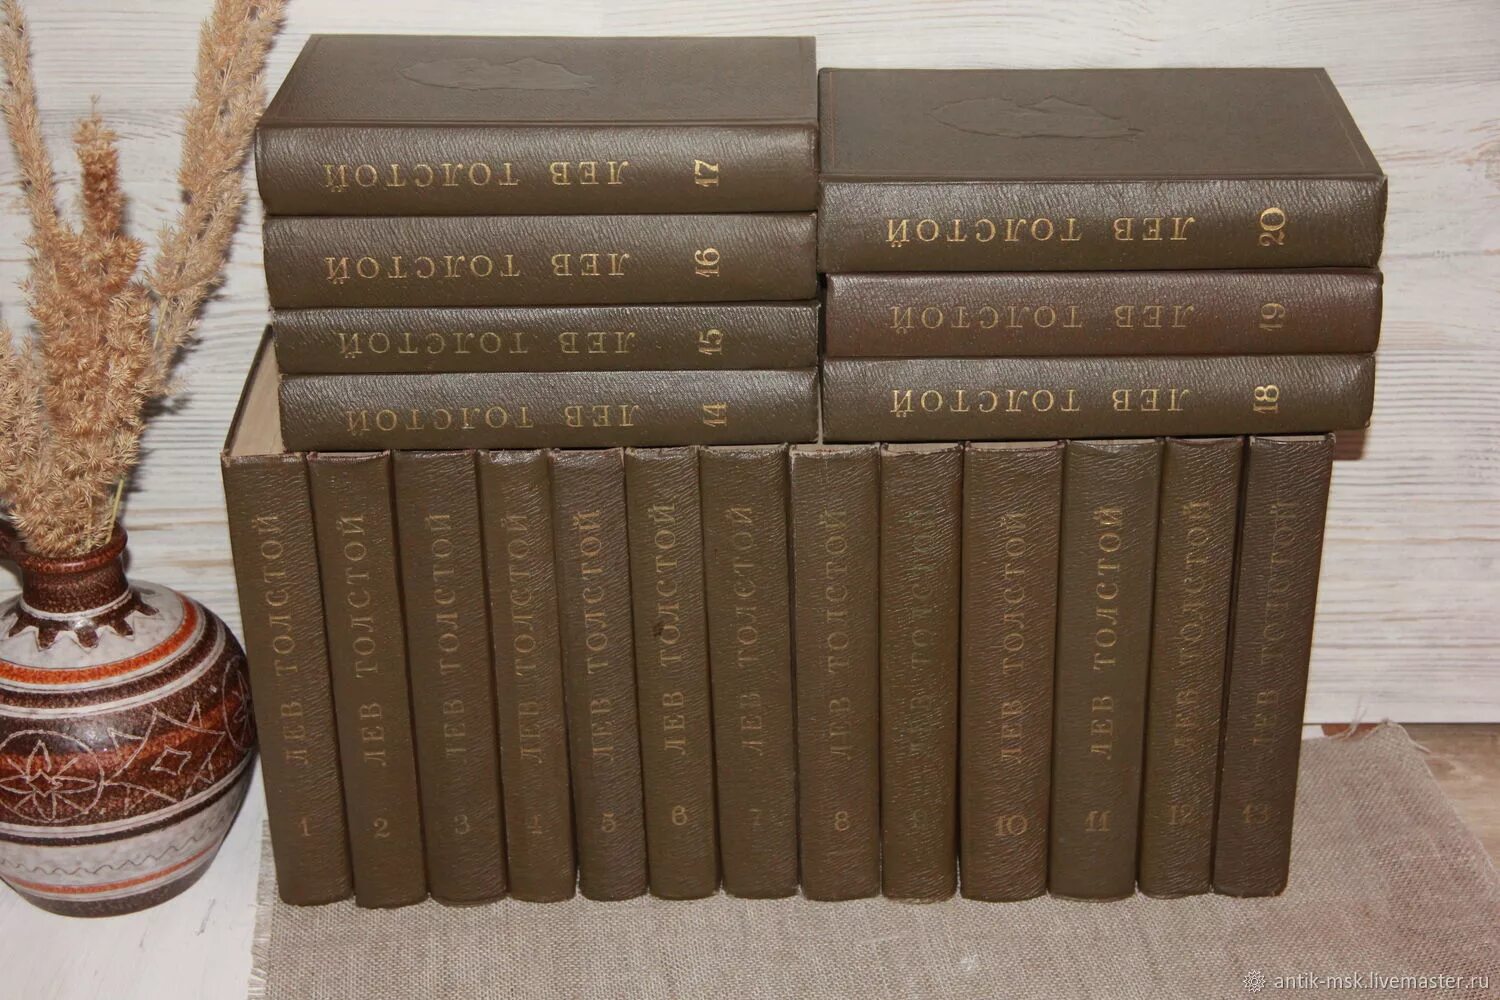 ЛЕВ ТОЛСТОЙ 17
ЛЕВ ТОЛСТОЙ 16
ЛЕВ ТОЛСТОЙ 15
ЛЕВ ТОЛСТОЙ 14
ЛЕВ ТОЛСТОЙ 20
ЛЕВ ТОЛСТОЙ 19
ЛЕВ ТОЛСТОЙ 18
ЛЕВ ТОЛСТОЙ 1
ЛЕВ ТОЛСТОЙ 2
ЛЕВ ТОЛСТОЙ 3
ЛЕВ ТОЛСТОЙ 4
ЛЕВ ТОЛСТОЙ 5
ЛЕВ ТОЛСТОЙ 6
ЛЕВ ТОЛСТОЙ 7
ЛЕВ ТОЛСТОЙ 8
ЛЕВ ТОЛСТОЙ 9
ЛЕВ ТОЛСТОЙ 10
ЛЕВ ТОЛСТОЙ 11
ЛЕВ ТОЛСТОЙ 12
ЛЕВ ТОЛСТОЙ 13
antik-msk.livemaster.ru